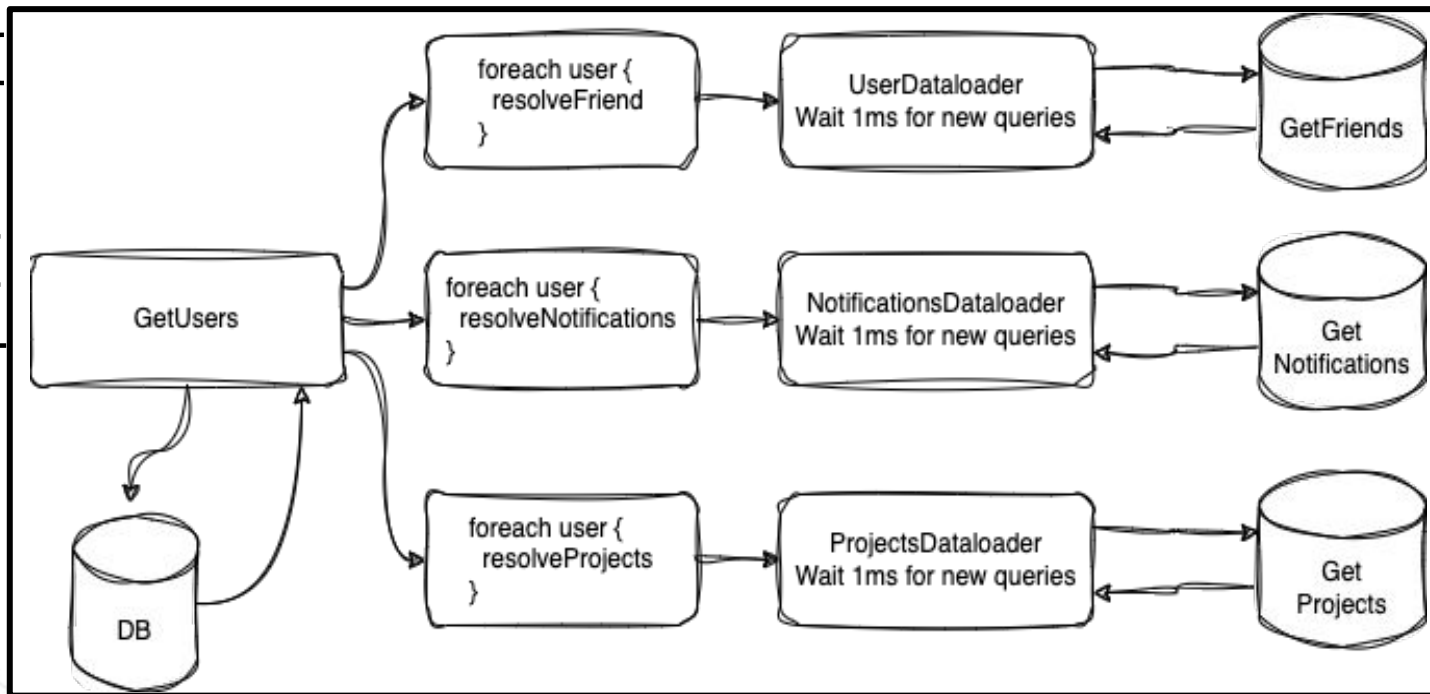 foreach user {
resolveFriend
}
UserDataloader
Wait 1ms for new queries
GetFriends
GetUsers
foreach user {
resolveNotifications
}
NotificationsDataloader
Wait 1ms for new queries
Get
Notifications
DB
foreach user {
resolveProjects
}
ProjectsDataloader
Wait 1ms for new queries
Get
Projects